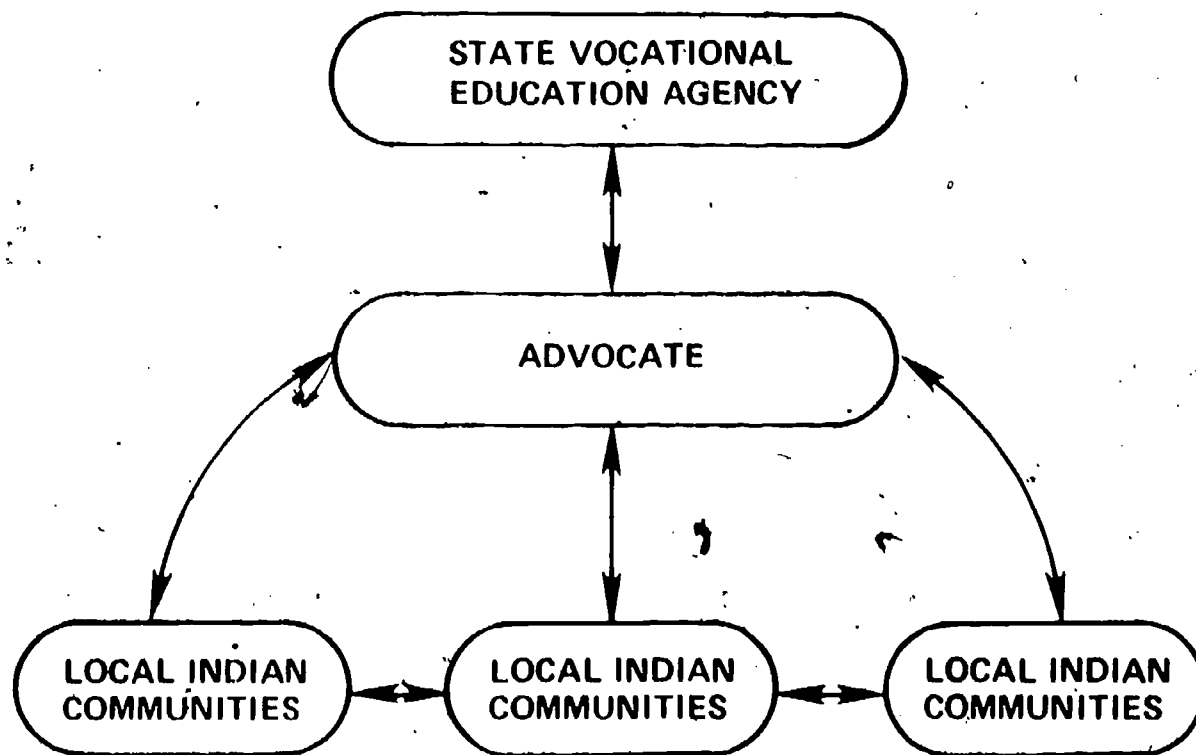 STATE VOCATIONAL
EDUCATION AGENCY
ADVOCATE
LOCAL INDIAN
COMMUNITIES
LOCAL INDIAN
COMMUNITIES
LOCAL INDIAN
COMMUNITIES